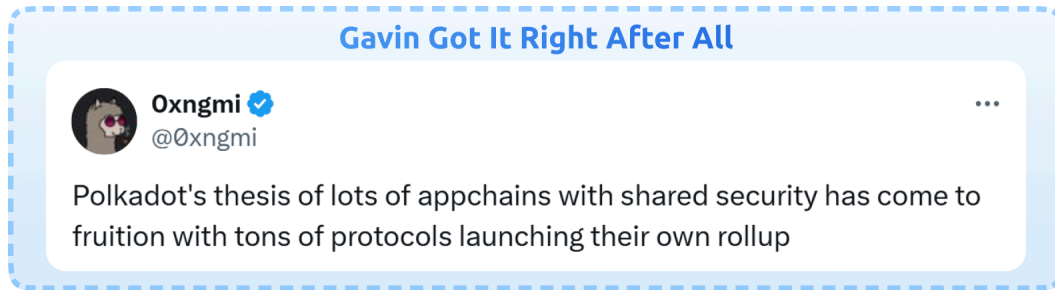 Gavin Got It Right After All
0xngmi
@0xngmi
Polkadot's thesis of lots of appchains with shared security has come to
fruition with tons of protocols launching their own rollup